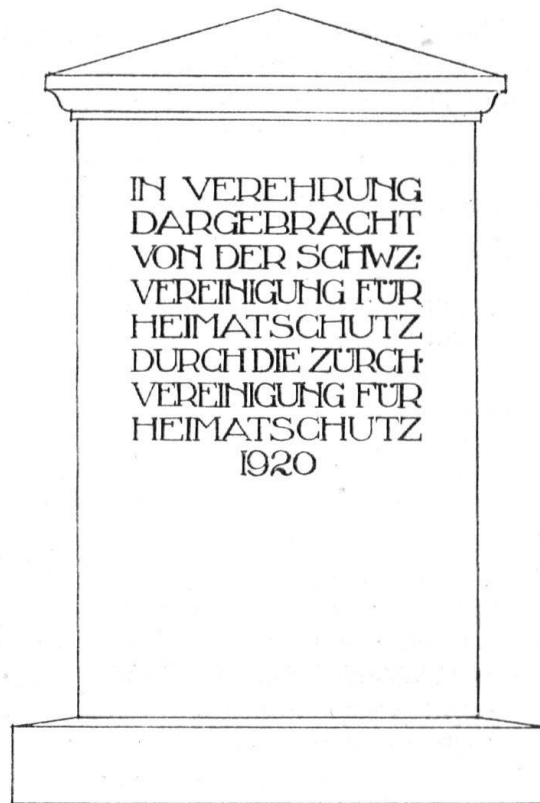 IN VEREHRUNG
DARGEBRACHT
VON DER SCHWZ·
VEREINIGUNG FÜR
HEIMATSCHUTZ
DURCH DIE ZÜRCH·
VEREINIGUNG FÜR
HEIMATSCHUTZ
1920